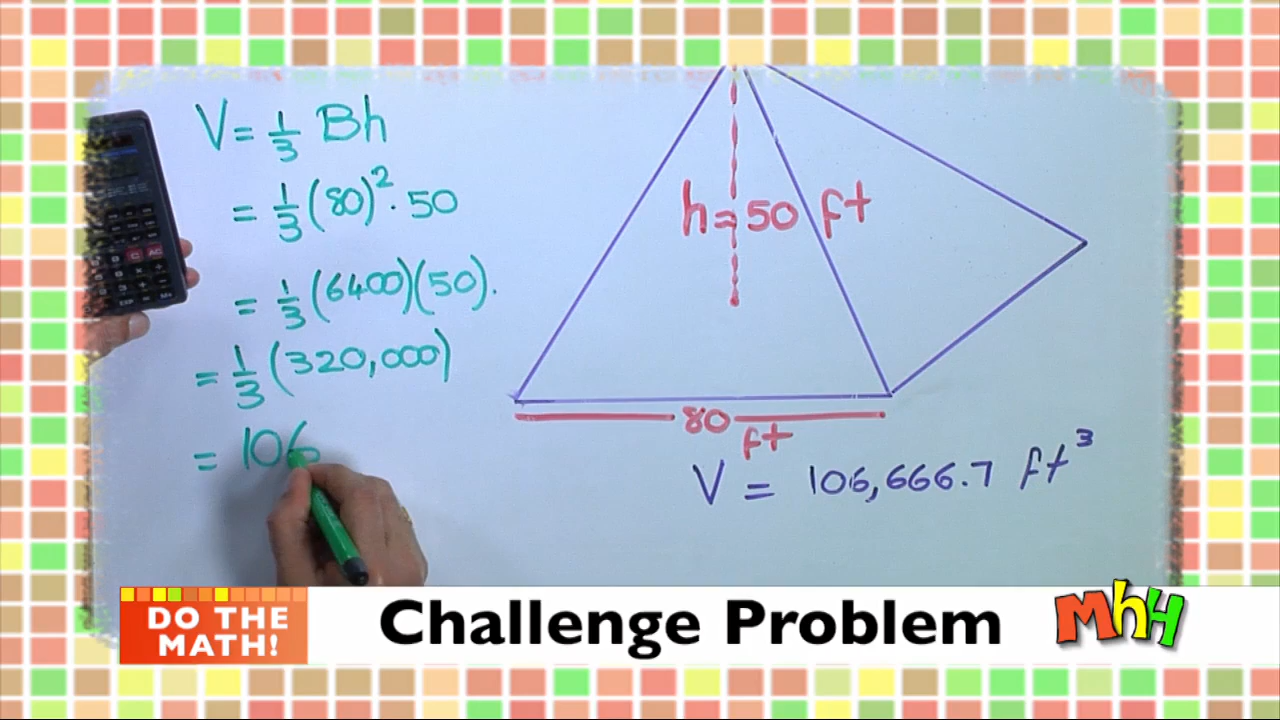 V = 1/3 Bh
= 1/3 (80)² · 50
= 1/3 (6400)(50).
= 1/3 (320,000)
= 106
h = 50 ft
80 ft
V = 106,666.7 ft³
DO THE
MATH!
Challenge Problem
Mh4